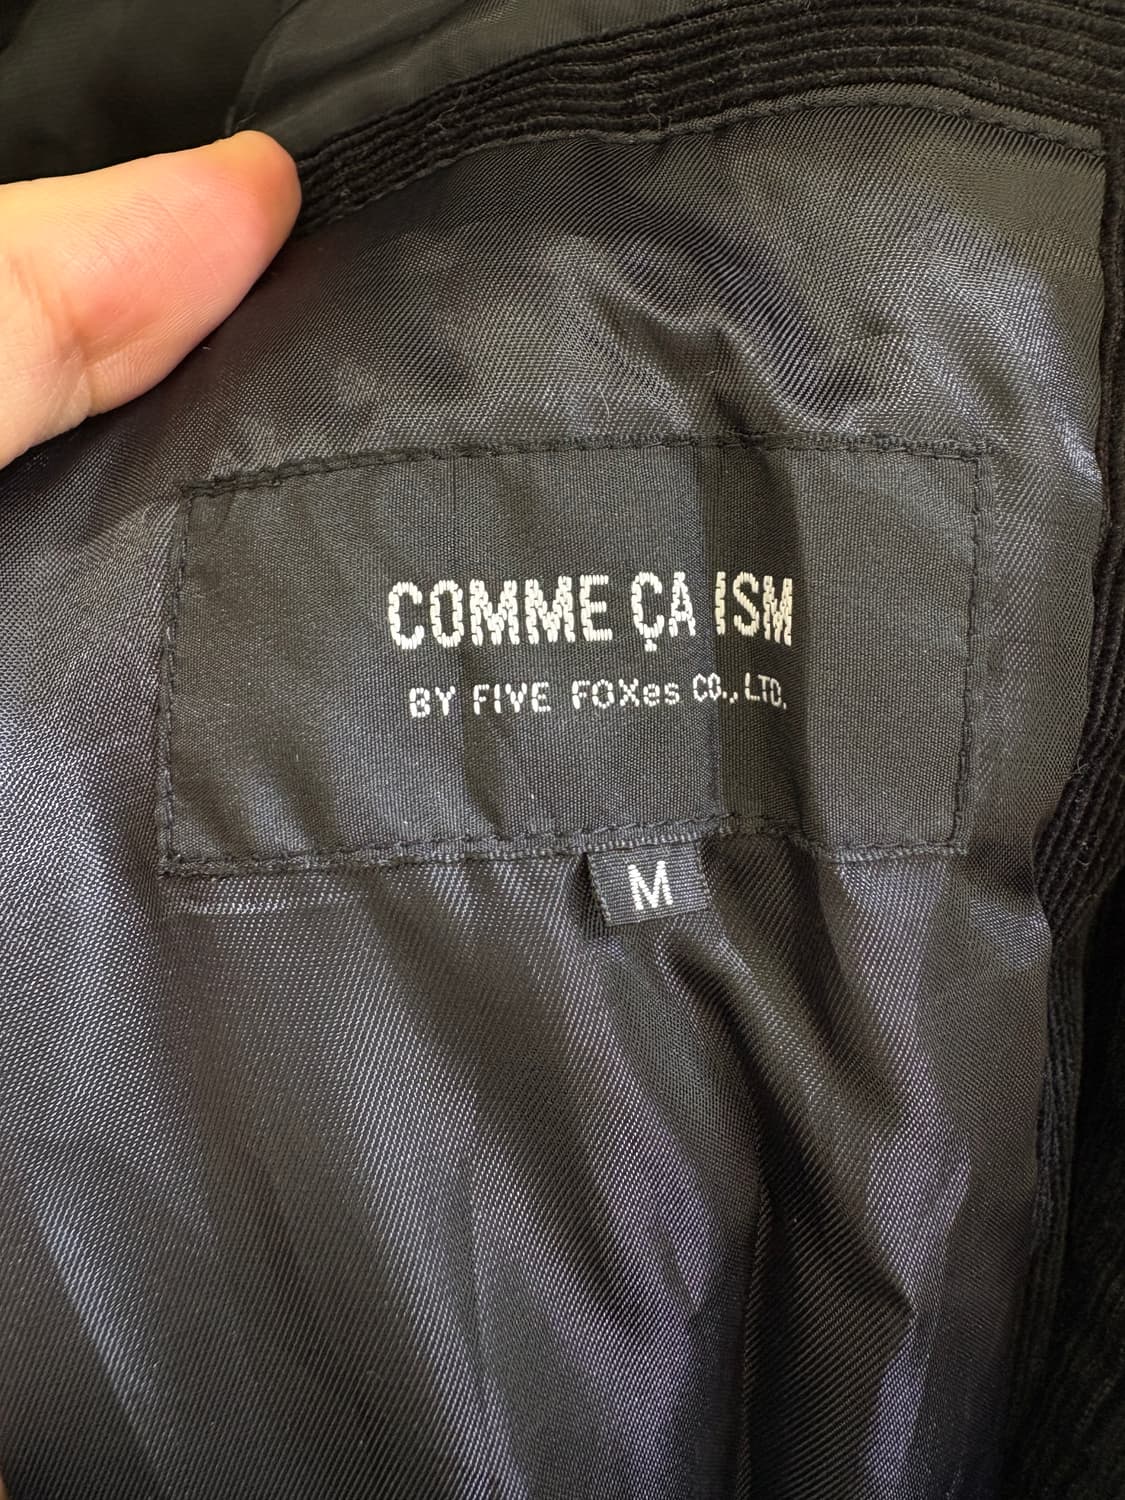 COMME ÇA ISM
BY FIVE FOXes CO., LTD.
M